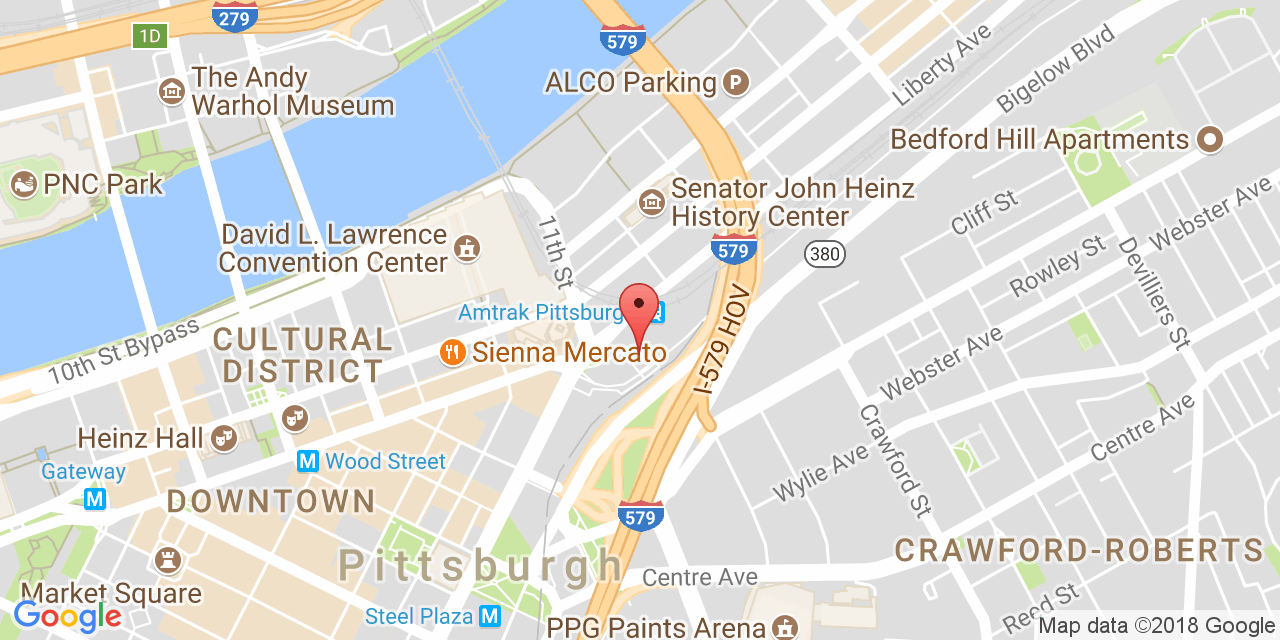 279
1D
579
ALCO Parking
P
Liberty Ave
Bigelow Blvd
The Andy
Warhol Museum
Bedford Hill Apartments
PNC Park
Senator John Heinz
History Center
Webster Ave
Cliff St
11th St
David L. Lawrence
Convention Center
579
380
Rowley St
Devilliers St
Amtrak Pittsburg
I-579 HOV
10th St Bypass
CULTURAL
DISTRICT
Sienna Mercato
Webster Ave
Centre Ave
Crawford St
Heinz Hall
Wylie Ave
M
Wood Street
Gateway
M
DOWNTOWN
579
Pittsburgh
CRAWFORD-ROBERTS
Centre Ave
Market Square
Reed St
Steel Plaza
M
PPG Paints Arena
Google
Map data ©2018 Google